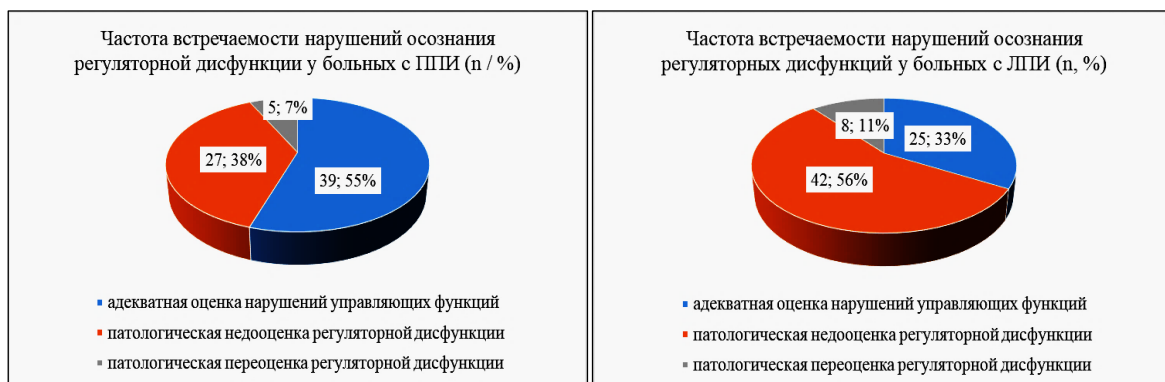 Частота встречаемости нарушений осознания
регуляторной дисфункции у больных с ППИ (n / %)
5; 7%
27; 38%
39; 55%
адекватная оценка нарушений управляющих функций
патологическая недооценка регуляторной дисфункции
патологическая переоценка регуляторной дисфункции
Частота встречаемости нарушений осознания
регуляторных дисфункций у больных с ЛПИ (n, %)
8; 11%
25; 33%
42; 56%
адекватная оценка нарушений управляющих функций
патологическая недооценка регуляторной дисфункции
патологическая переоценка регуляторной дисфункции